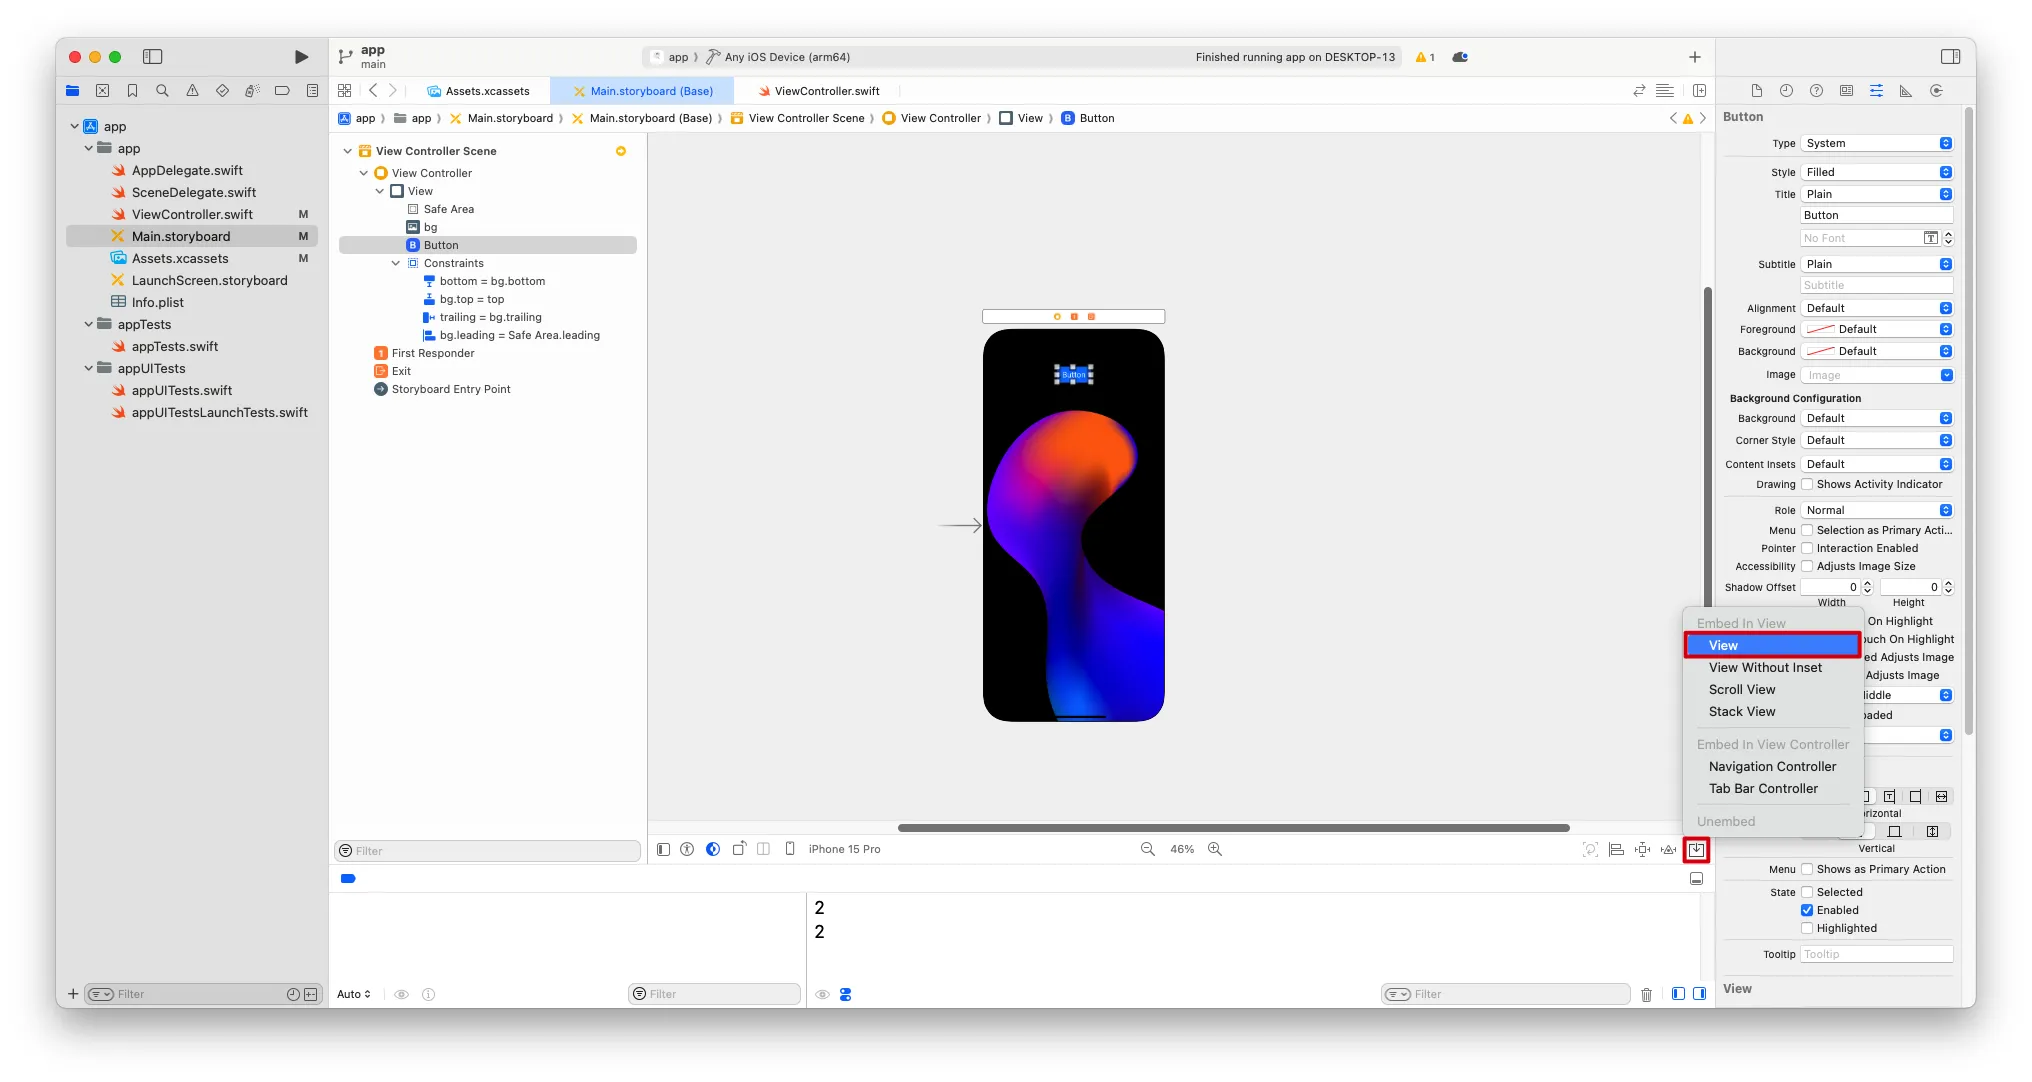 app
main
app
Any iOS Device (arm64)
Finished running app on DESKTOP-13
1
Assets.xcassets
Main.storyboard (Base)
ViewController.swift
app
app
Main.storyboard
Main.storyboard (Base)
View Controller Scene
View Controller
View
B Button
app
app
AppDelegate.swift
SceneDelegate.swift
ViewController.swift M
Main.storyboard M
Assets.xcassets M
LaunchScreen.storyboard
Info.plist
appTests
appTests.swift
appUITests
appUITests.swift
appUITestsLaunchTests.swift
Filter
View Controller Scene
View Controller
View
Safe Area
bg
B Button
Constraints
bottom = bg.bottom
bg.top = top
trailing = bg.trailing
bg.leading = Safe Area.leading
1 First Responder
Exit
Storyboard Entry Point
Filter
Button
iPhone 15 Pro
46%
2
2
Auto
Filter
Filter
Button
Type System
Style Filled
Title Plain
Button
No Font
Subtitle Plain
Subtitle
Alignment Default
Foreground Default
Background Default
Image Image
Background Configuration
Background Default
Corner Style Default
Content Insets Default
Drawing Shows Activity Indicator
Role Normal
Menu Selection as Primary Acti...
Pointer Interaction Enabled
Accessibility Adjusts Image Size
Shadow Offset 0 0
Width Height
On Highlight
uch On Highlight
ed Adjusts Image
Adjusts Image
iddle
aded
Embed In View
View
View Without Inset
Scroll View
Stack View
Embed In View Controller
Navigation Controller
Tab Bar Controller
Unembed
rizontal
Vertical
Menu Shows as Primary Action
State Selected
Enabled
Highlighted
Tooltip Tooltip
View